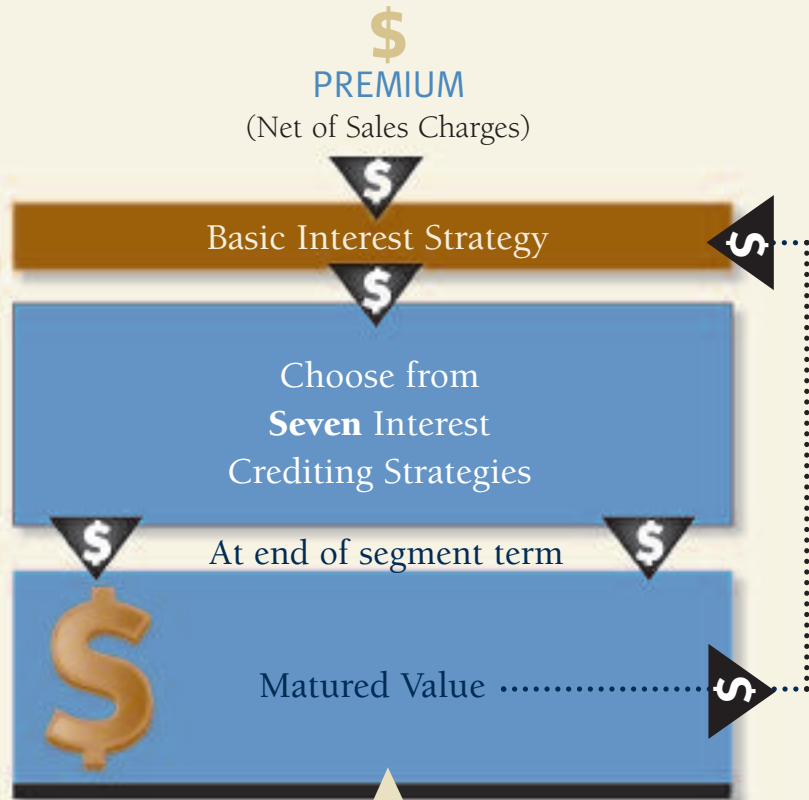 $
PREMIUM
(Net of Sales Charges)
$
Basic Interest Strategy
$
$
Choose from
Seven Interest
Crediting Strategies
$
At end of segment term
$
$
Matured Value
$